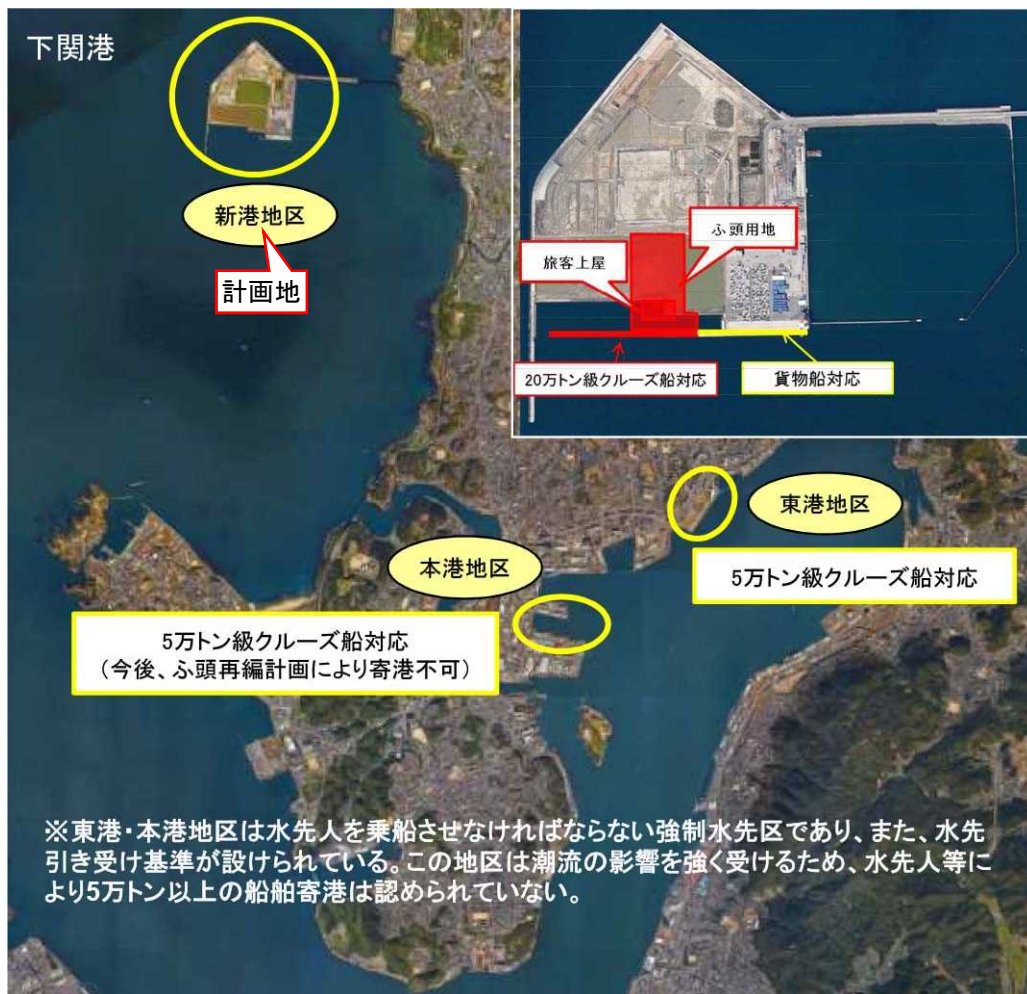 下関港
新港地区
計画地
ふ頭用地
旅客上屋
20万トン級クルーズ船対応
貨物船対応
東港地区
5万トン級クルーズ船対応
本港地区
5万トン級クルーズ船対応
(今後、ふ頭再編計画により寄港不可)
※東港・本港地区は水先人を乗船させなければならない強制水先区であり、また、水先
引き受け基準が設けられている。この地区は潮流の影響を強く受けるため、水先人等に
より5万トン以上の船舶寄港は認められていない。